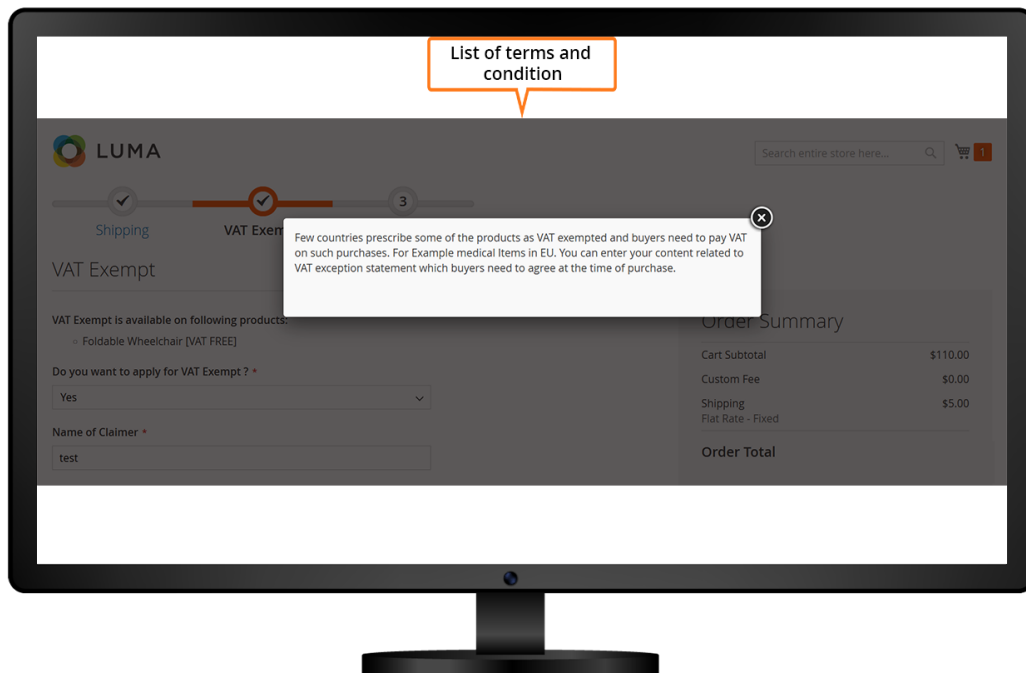 List of terms and
condition
LUMA
Search entire store here...
1
3
Shipping
VAT Exem
Few countries prescribe some of the products as VAT exempted and buyers need to pay VAT
on such purchases. For Example medical Items in EU. You can enter your content related to
VAT exception statement which buyers need to agree at the time of purchase.
VAT Exempt
VAT Exempt is available on following products:
Foldable Wheelchair [VAT FREE]
Do you want to apply for VAT Exempt ? *
Yes
Name of Claimer *
test
Order Summary
Cart Subtotal $110.00
Custom Fee $0.00
Shipping $5.00
Flat Rate - Fixed
Order Total